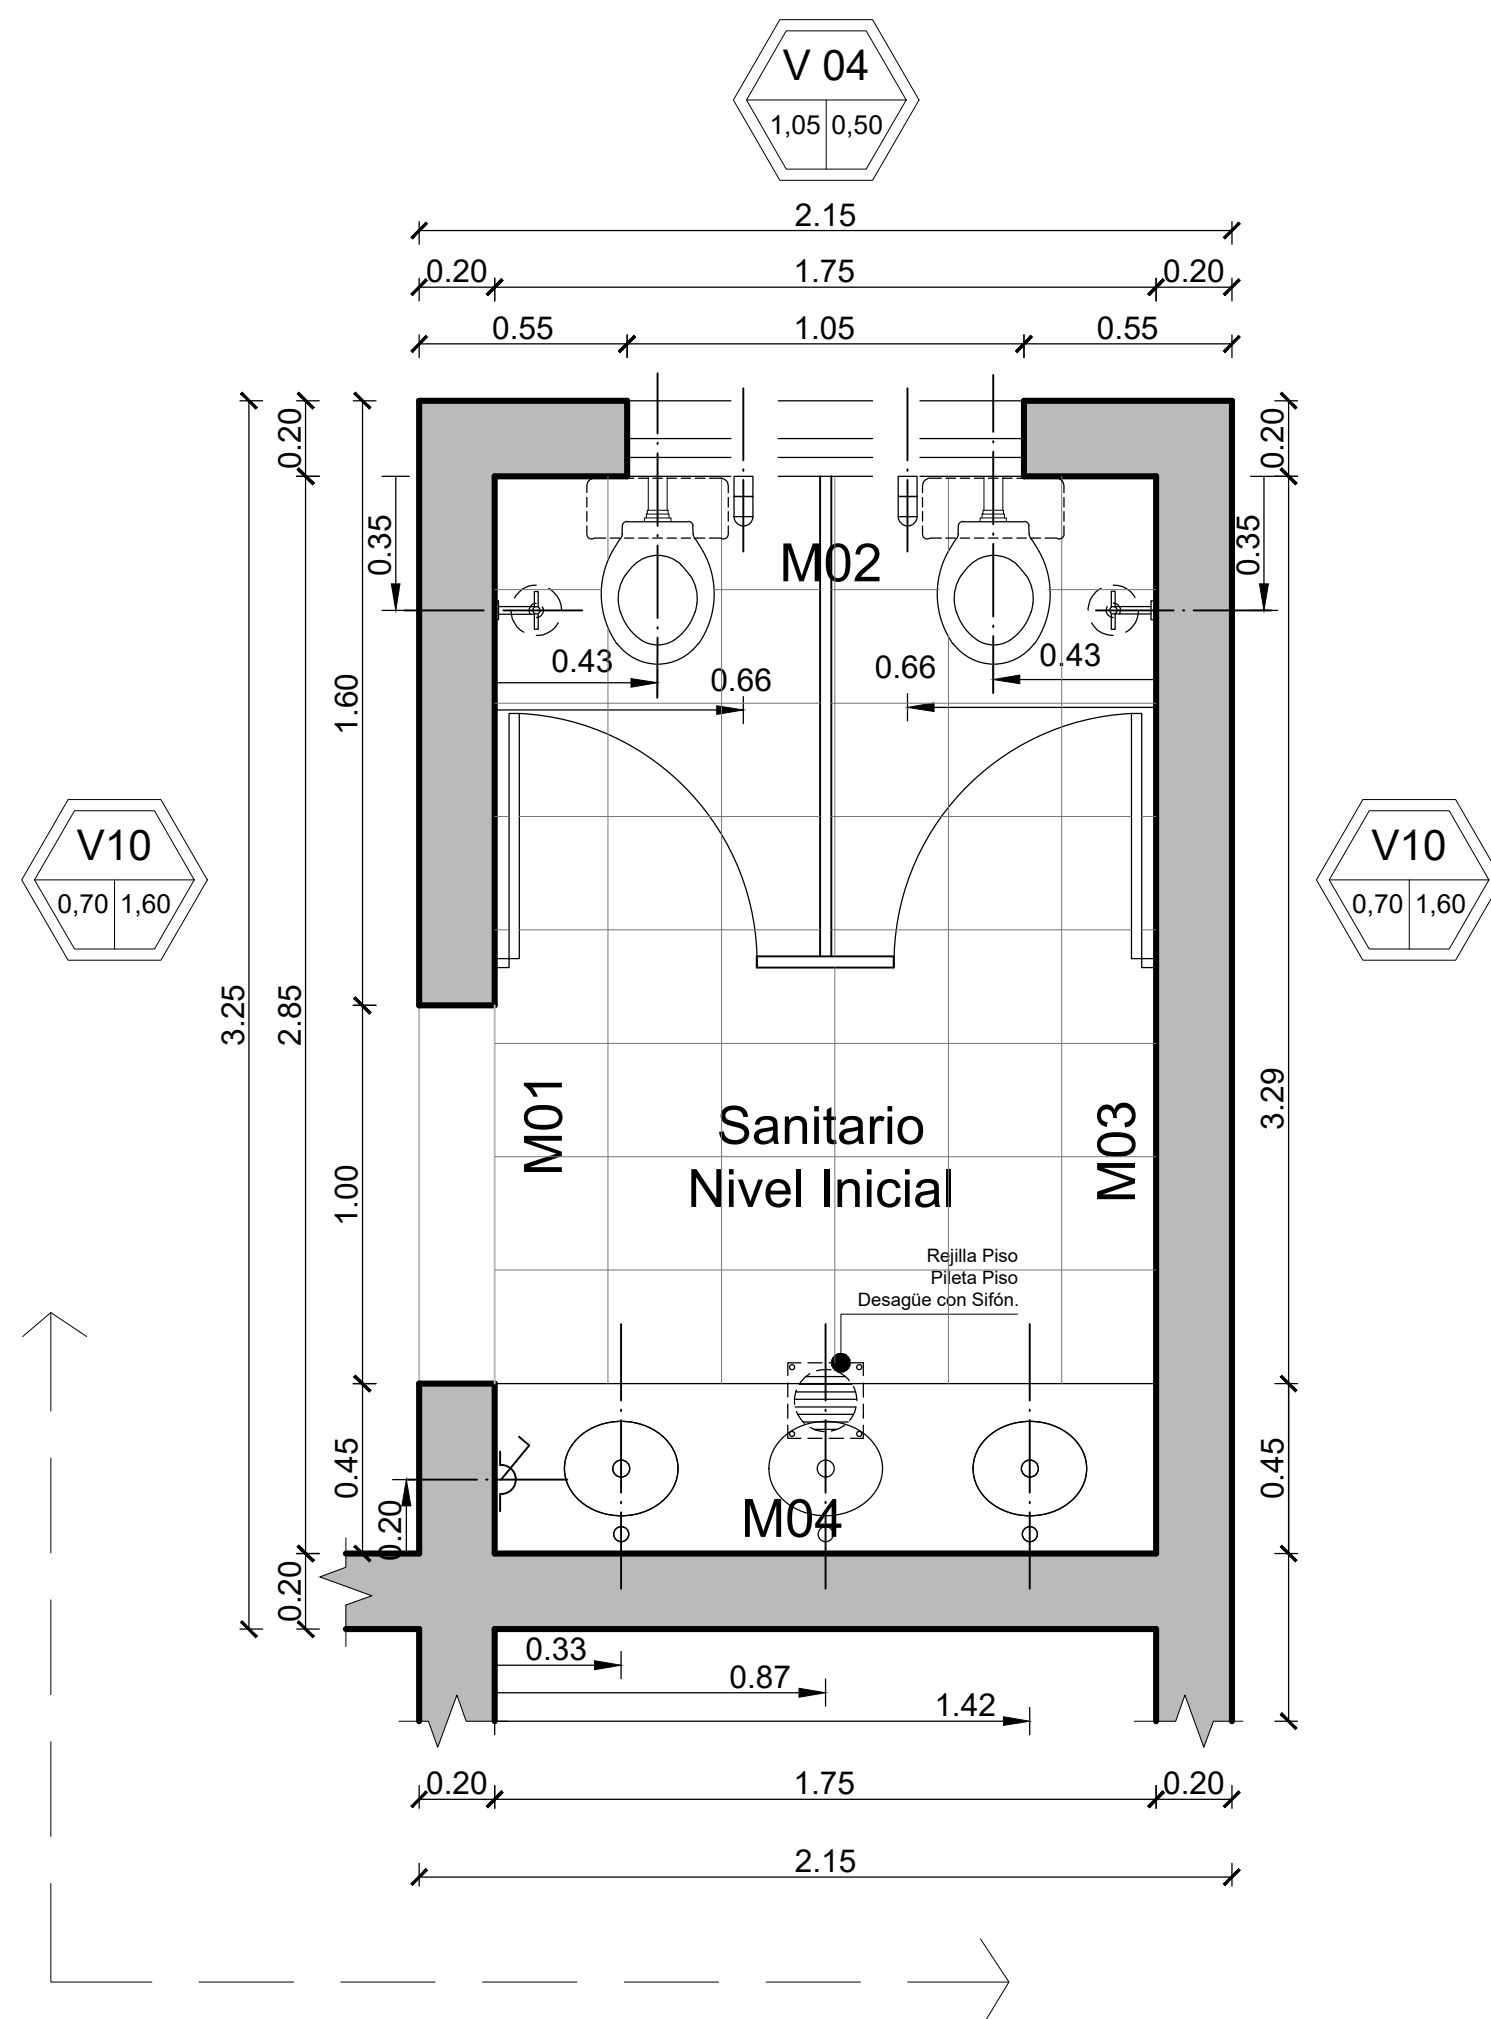 V 04
1,05 0,50
2.15
0.20 1.75 0.20
0.55 1.05 0.55
0.20
0.20
0.35
0.35
M02
0.43
0.66
0.66
0.43
1.60
V10
0,70 1,60
V10
0,70 1,60
3.25
2.85
1.00
3.29
M01
M03
Sanitario
Nivel Inicial
Rejilla Piso
Pileta Piso
Desagüe con Sifón.
0.45
0.45
0.20
M04
0.20
0.33
0.87
1.42
0.20 1.75 0.20
2.15